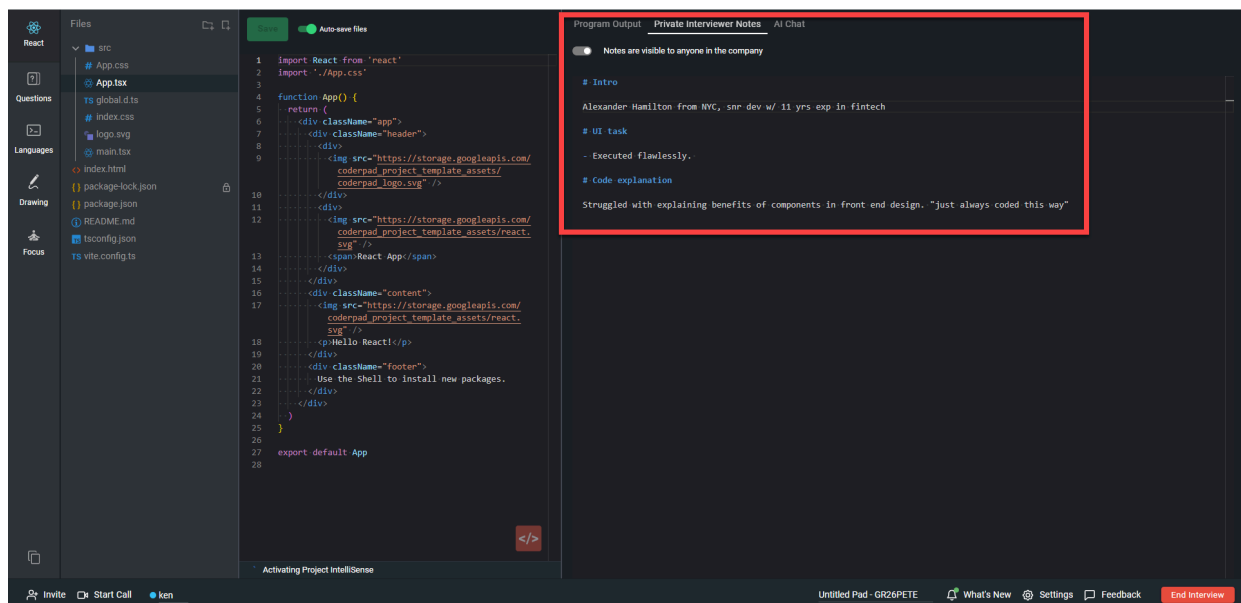 React
Questions
Languages
Drawing
Focus
Files
src
# App.css
App.tsx
TS global.d.ts
# index.css
logo.svg
main.tsx
<> index.html
{} package-lock.json
{} package.json
README.md
tsconfig.json
TS vite.config.ts
Save
Auto-save files
1 import React from 'react'
2 import './App.css'
3
4 function App() {
5 return (
6 <div className="app">
7 <div className="header">
8 <div>
9 <img src="https://storage.googleapis.com/
coderpad_project_template_assets/
coderpad_logo.svg" />
10 </div>
11 <div>
12 <img src="https://storage.googleapis.com/
coderpad_project_template_assets/react.
svg" />
13 <span>React App</span>
14 </div>
15 </div>
16 <div className="content">
17 <img src="https://storage.googleapis.com/
coderpad_project_template_assets/react.
svg" />
18 <p>Hello React!</p>
19 </div>
20 <div className="footer">
21 Use the Shell to install new packages.
22 </div>
23 </div>
24 )
25 }
26
27 export default App
28
</>
Activating Project IntelliSense
Program Output Private Interviewer Notes AI Chat
Notes are visible to anyone in the company
# Intro
Alexander Hamilton from NYC, snr dev w/ 11 yrs exp in fintech
# UI task
- Executed flawlessly.
# Code explanation
Struggled with explaining benefits of components in front end design. "just always coded this way"
Invite Start Call ken Untitled Pad - GR26PETE What's New Settings Feedback End Interview